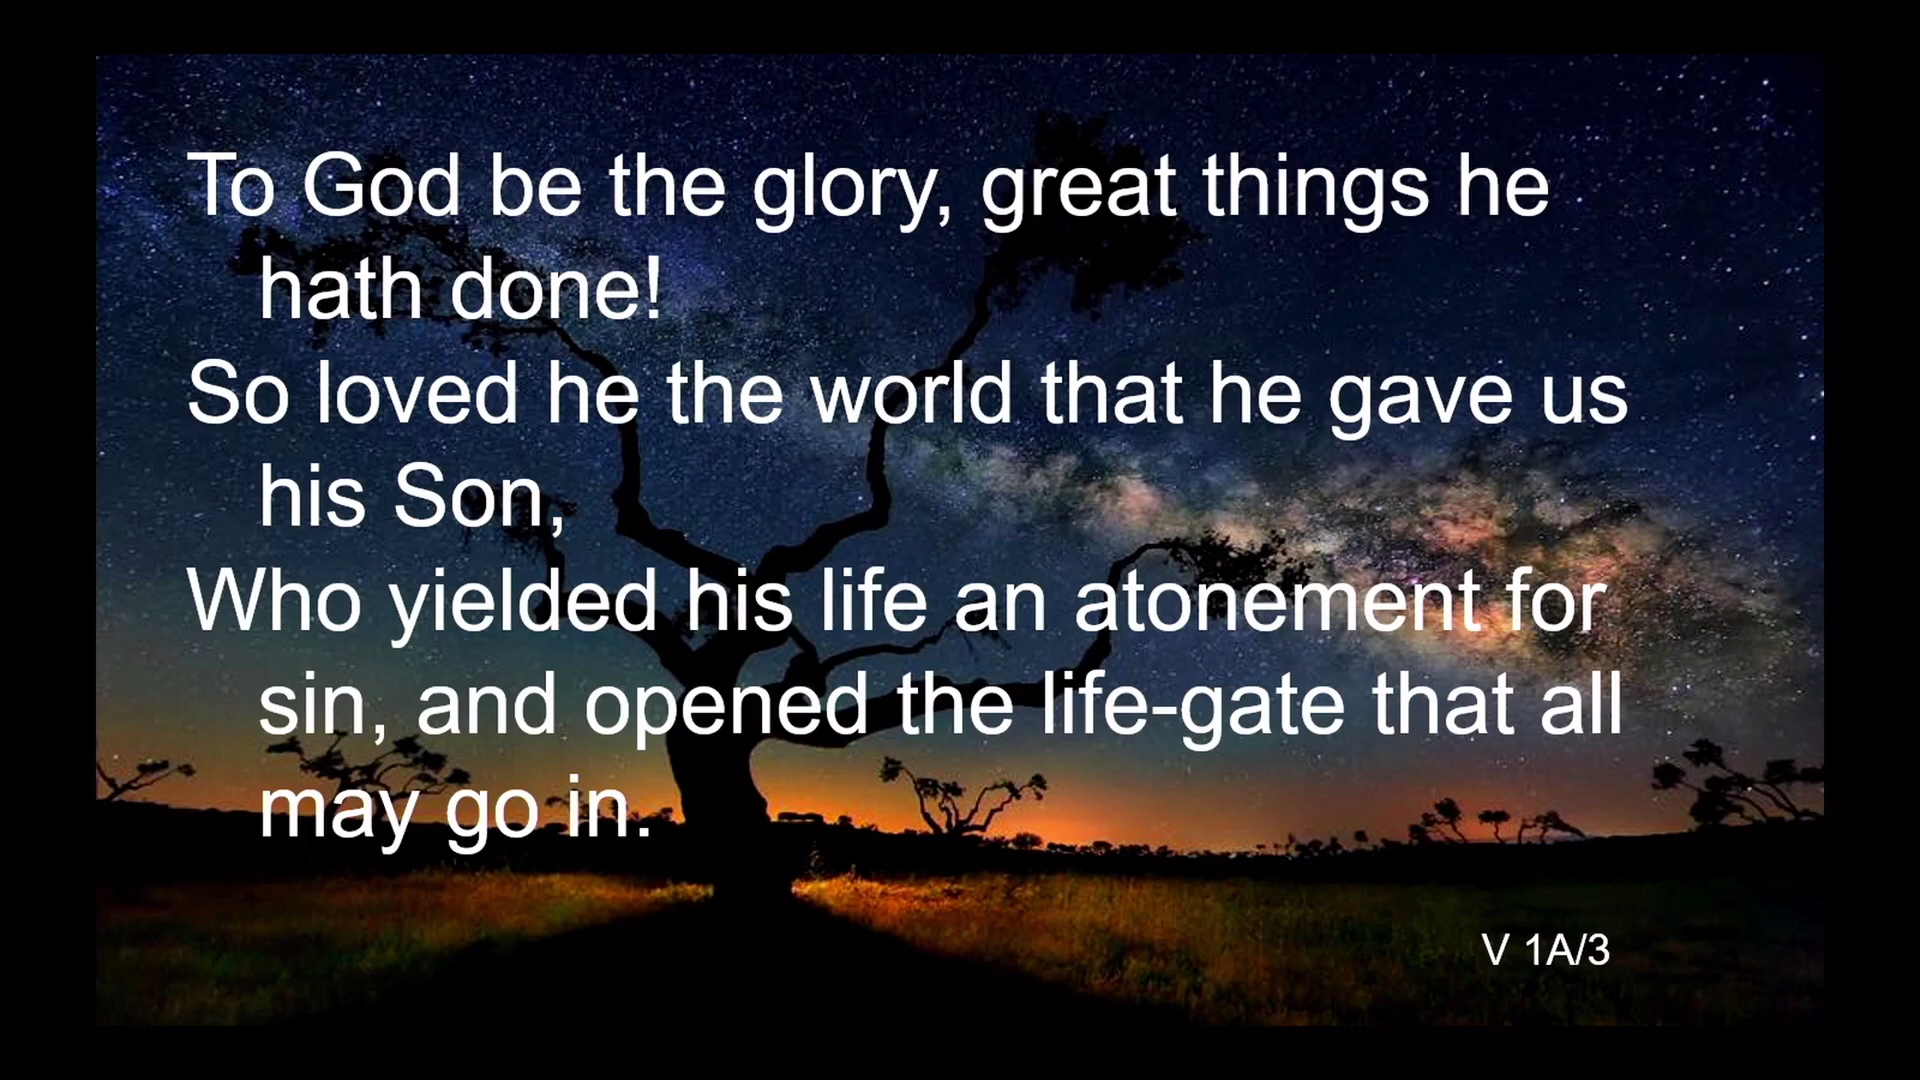 To God be the glory, great things he
hath done!
So loved he the world that he gave us
his Son,
Who yielded his life an atonement for
sin, and opened the life-gate that all
may go in.
V 1A/3